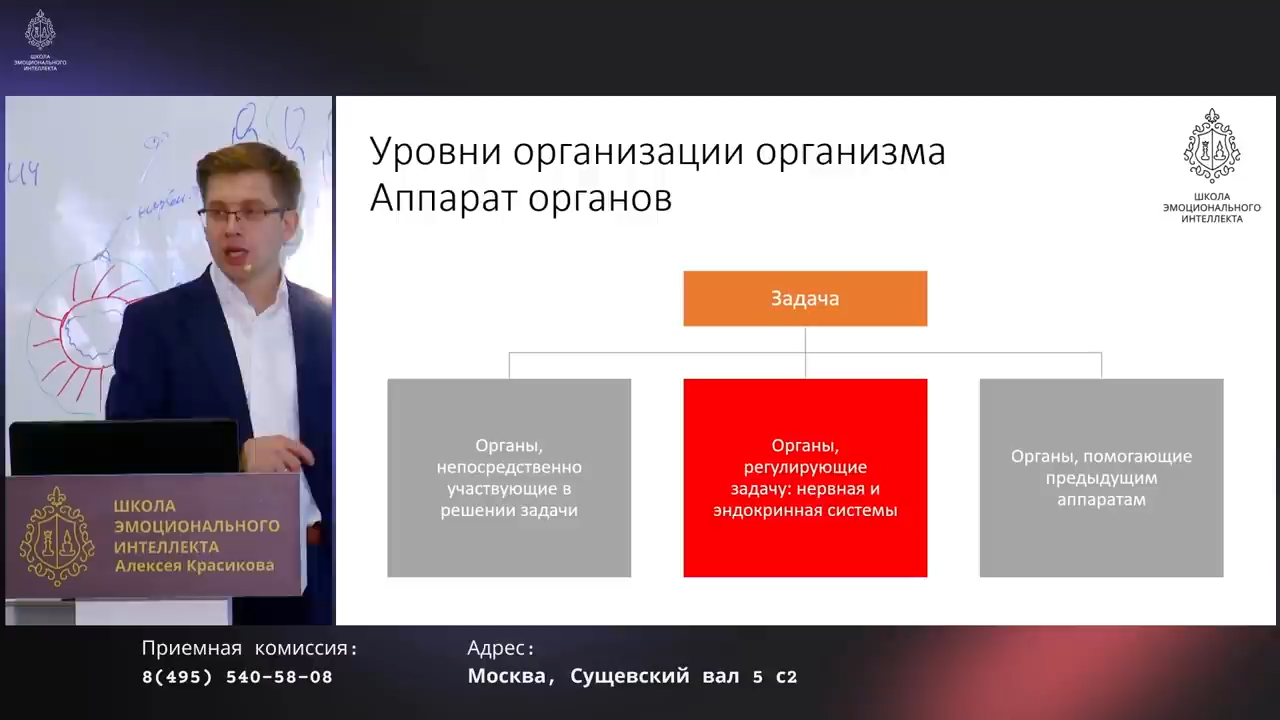 ШКОЛА
ЭМОЦИОНАЛЬНОГО
ИНТЕЛЛЕКТА
Уровни организации организма
Аппарат органов
ШКОЛА
ЭМОЦИОНАЛЬНОГО
ИНТЕЛЛЕКТА
Задача
Органы,
непосредственно
участвующие в
решении задачи
Органы,
регулирующие
задачу: нервная и
эндокринная системы
Органы, помогающие
предыдущим
аппаратам
ШКОЛА
ЭМОЦИОНАЛЬНОГО
ИНТЕЛЛЕКТА
Алексея Красикова
Приемная комиссия:
8(495) 540-58-08
Адрес:
Москва, Сущевский вал 5 с2